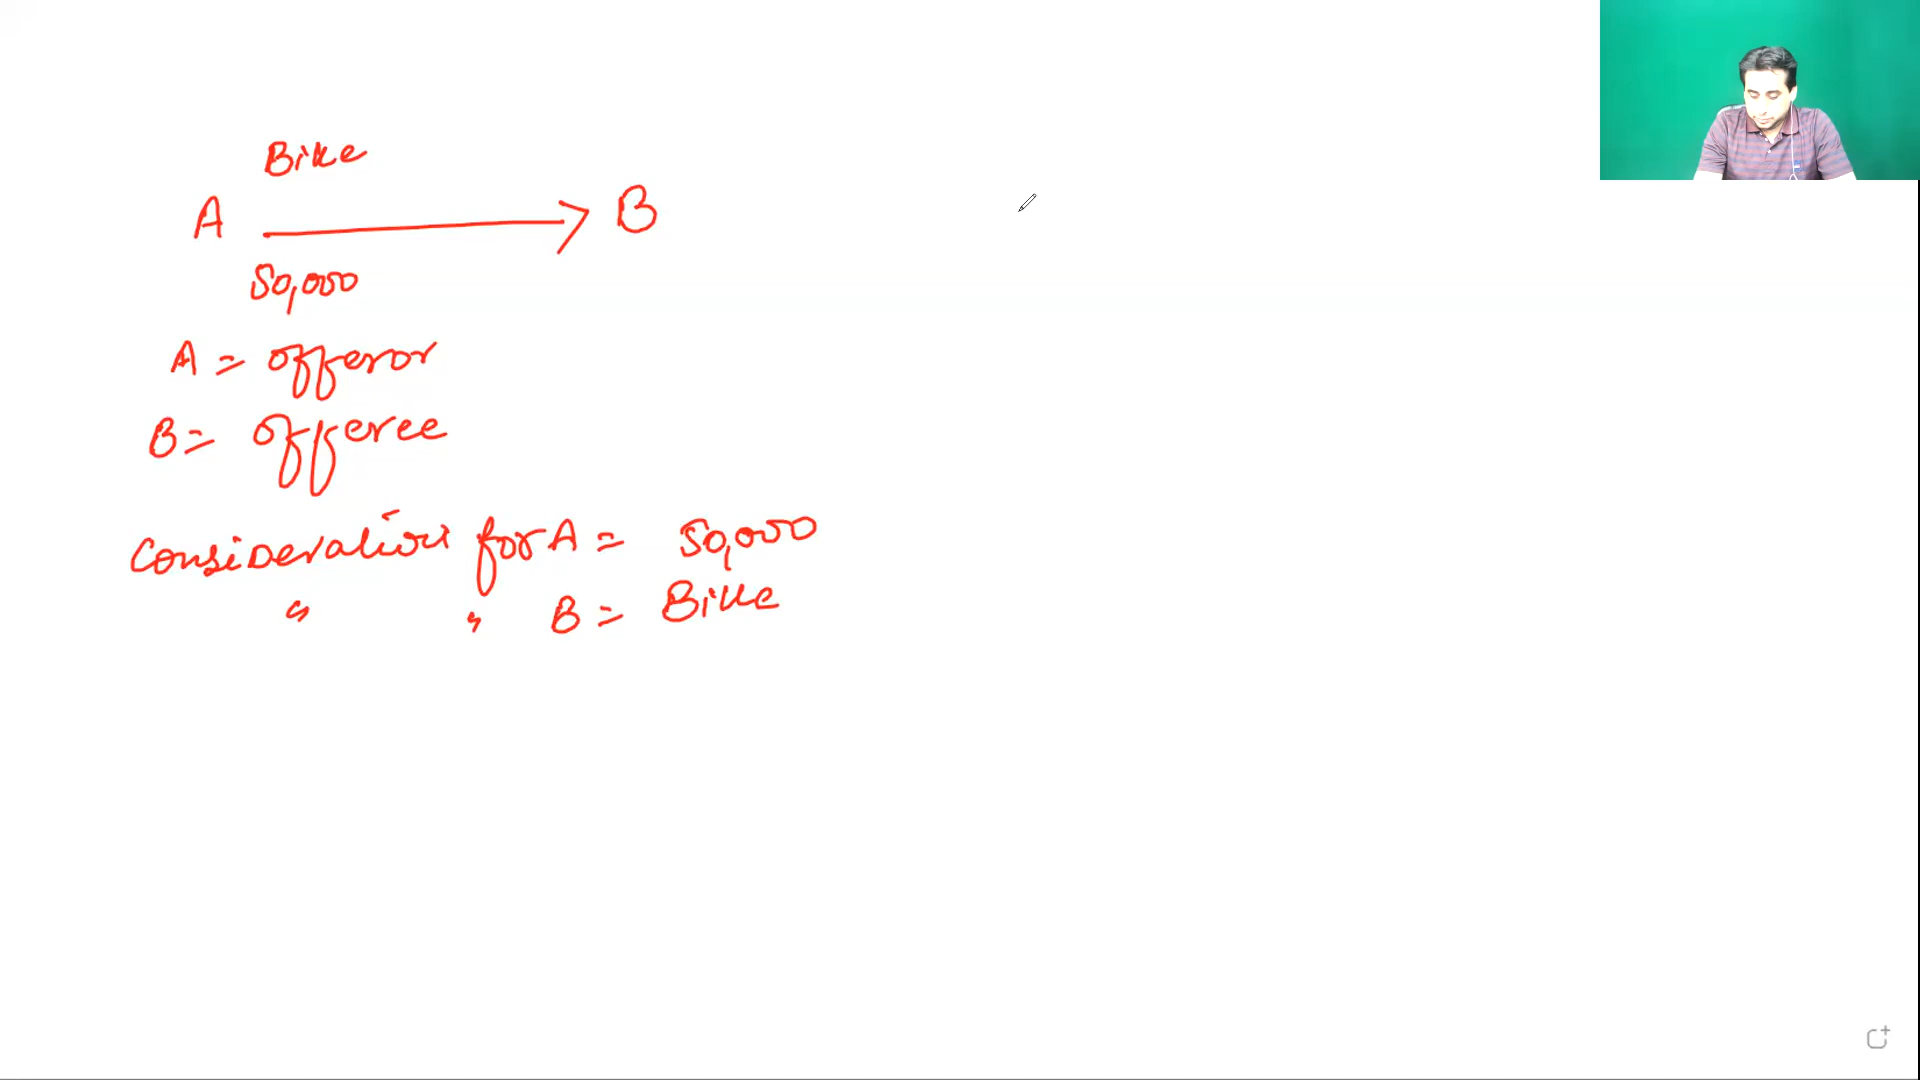 Bike
A B
50,000
A = offeror
B = offeree
Consideration for A = 50,000
" " B = Bike